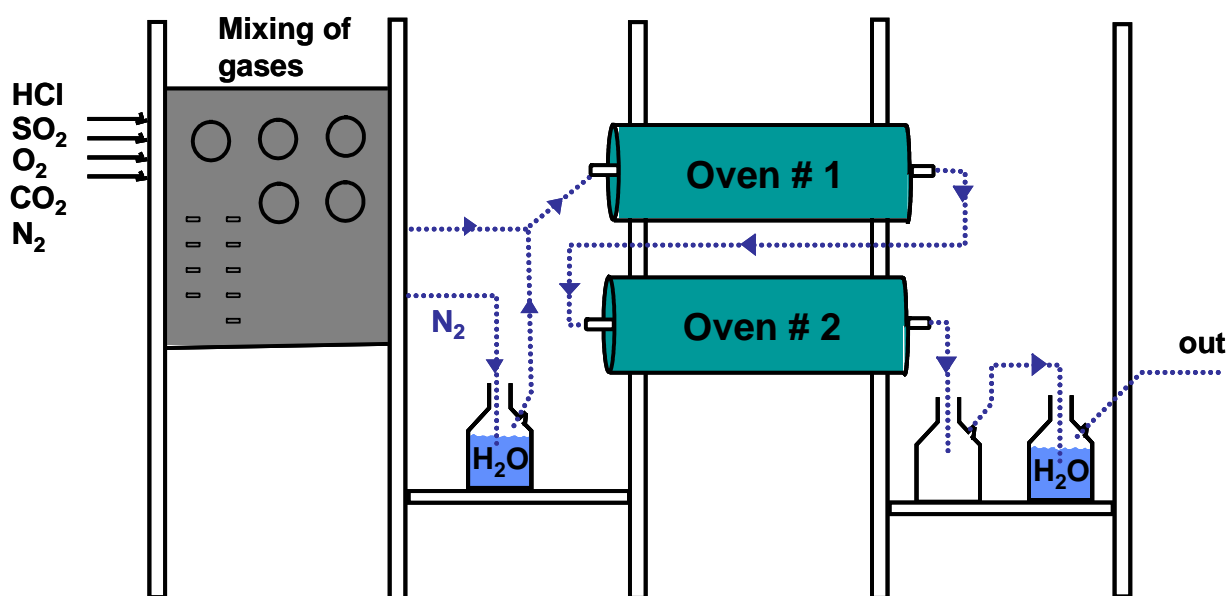 Mixing of
gases
HCl
SO₂
O₂
CO₂
N₂
Oven # 1
Oven # 2
N₂
H₂O
out
H₂O